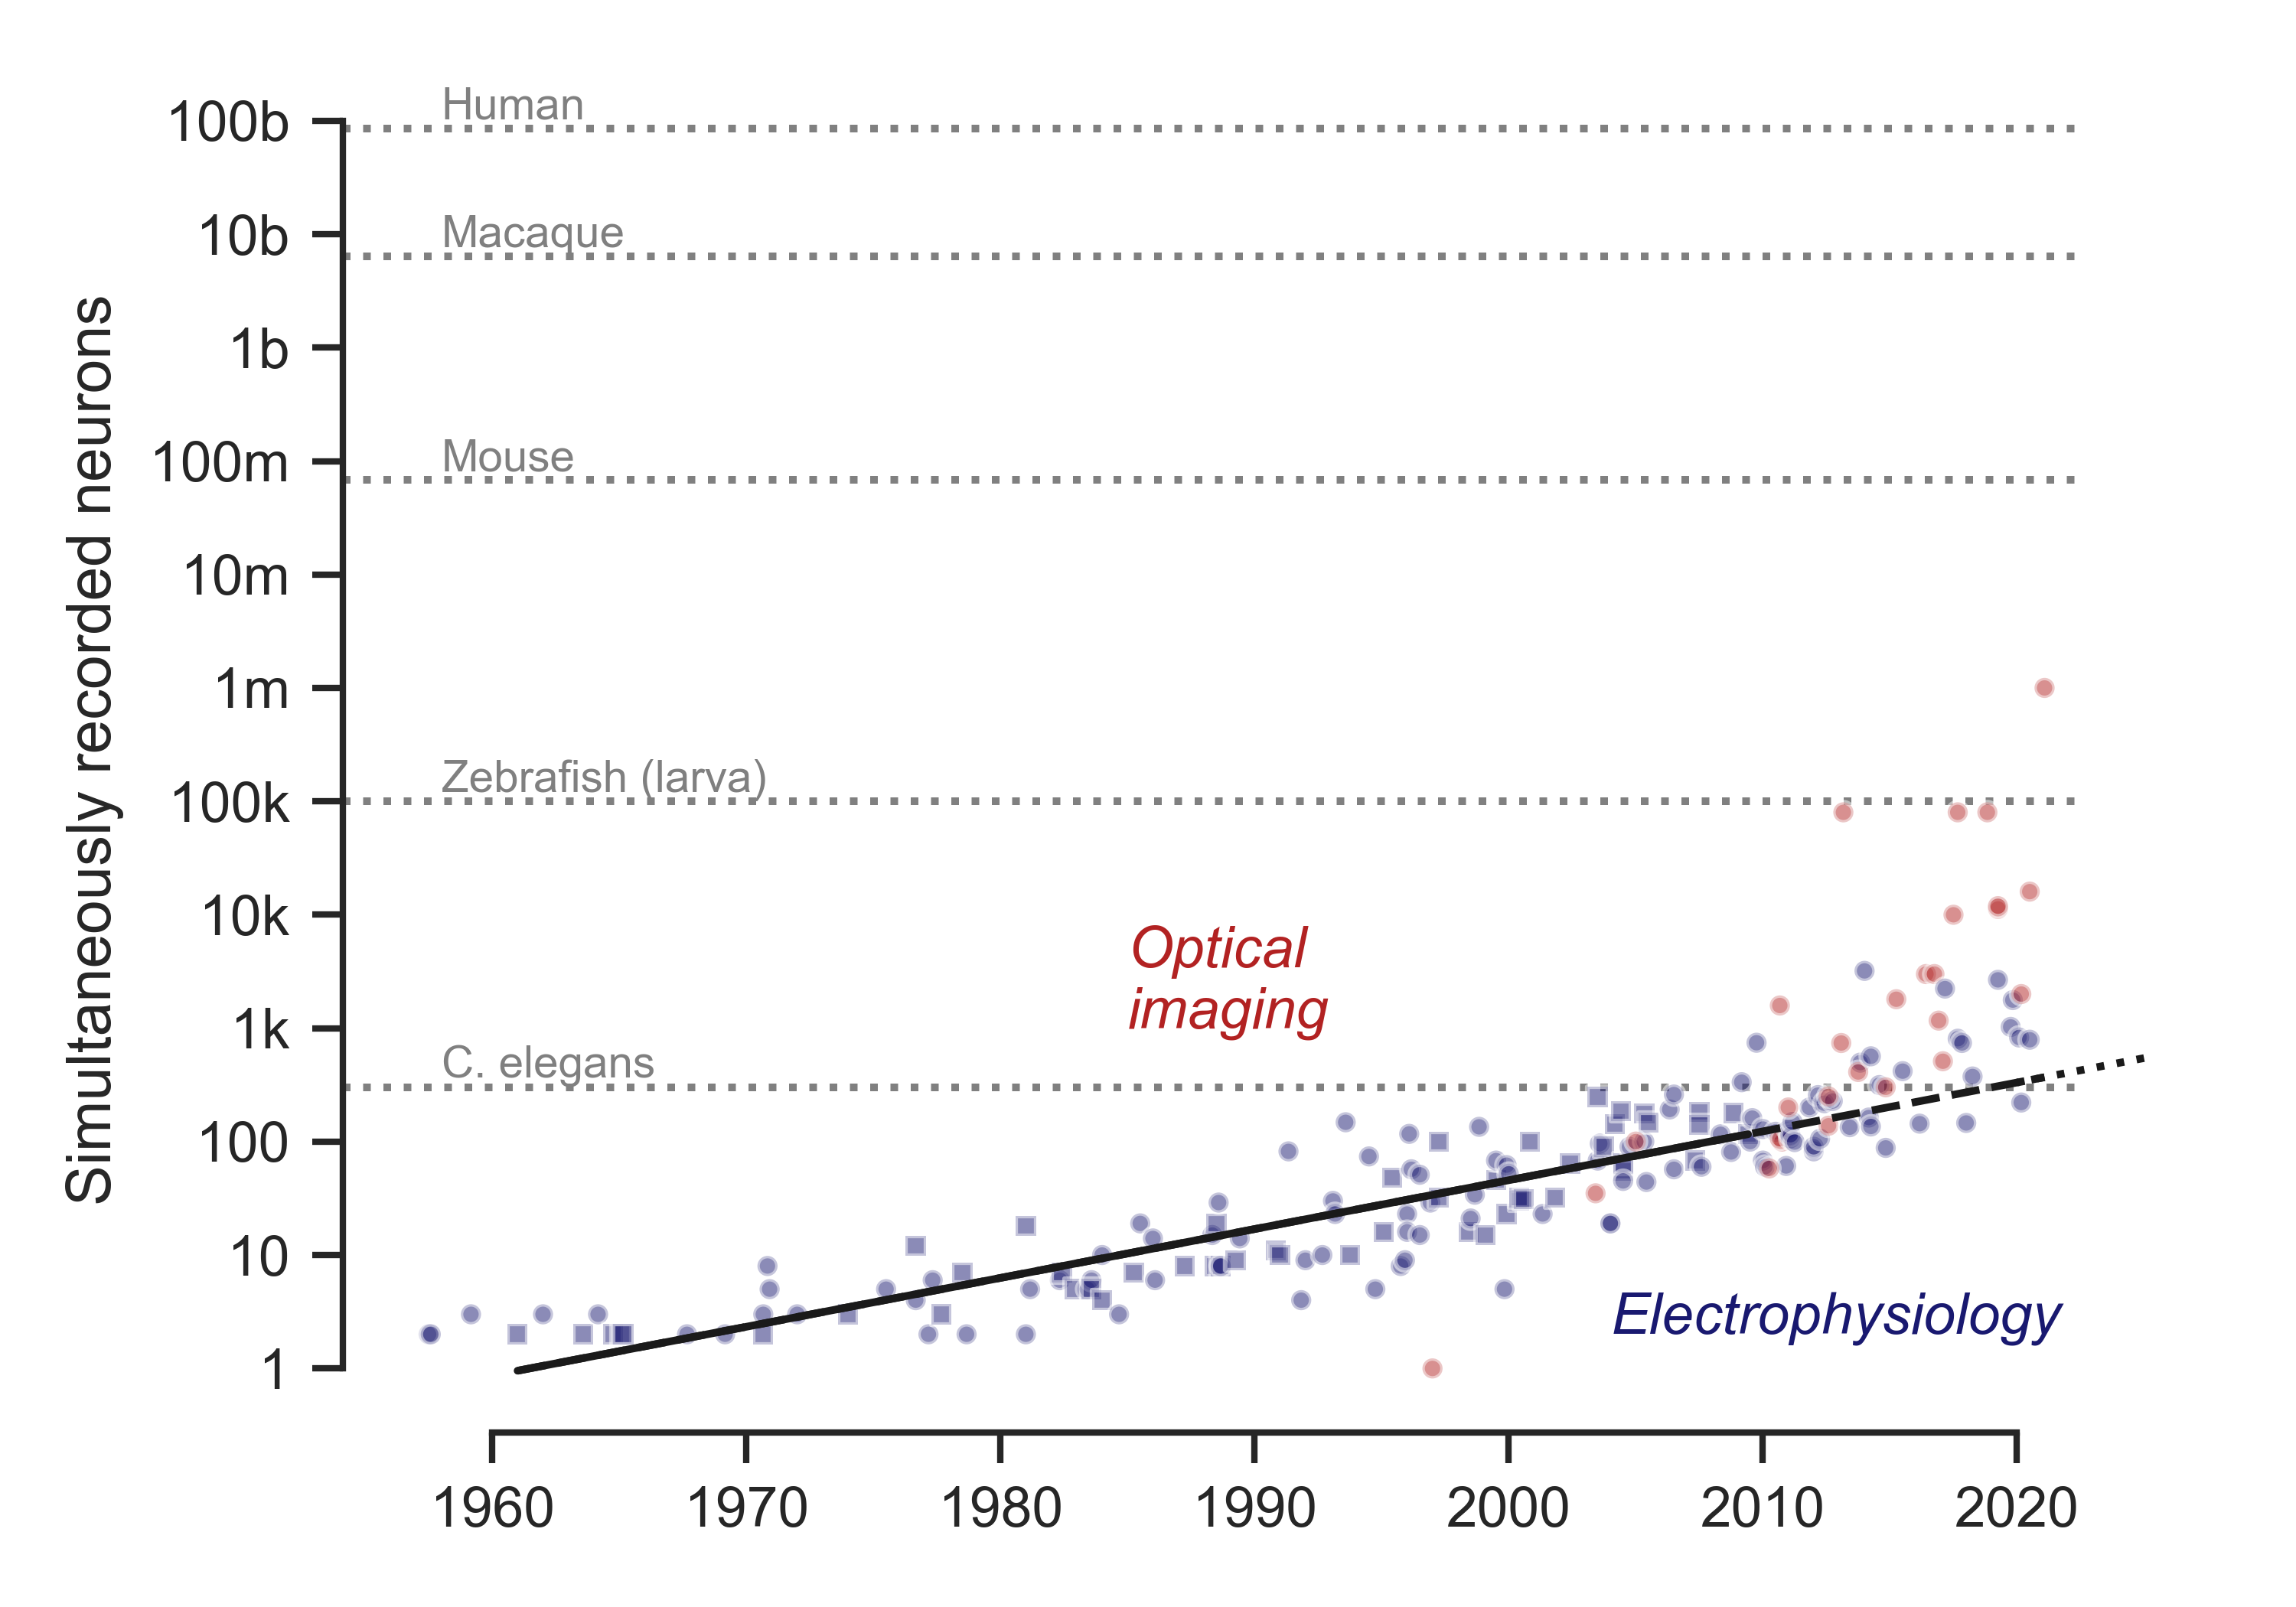 Simultaneously recorded neurons
100b
10b
1b
100m
10m
1m
100k
10k
1k
100
10
1
Human
Macaque
Mouse
Zebrafish (larva)
C. elegans
Optical
imaging
Electrophysiology
1960 1970 1980 1990 2000 2010 2020